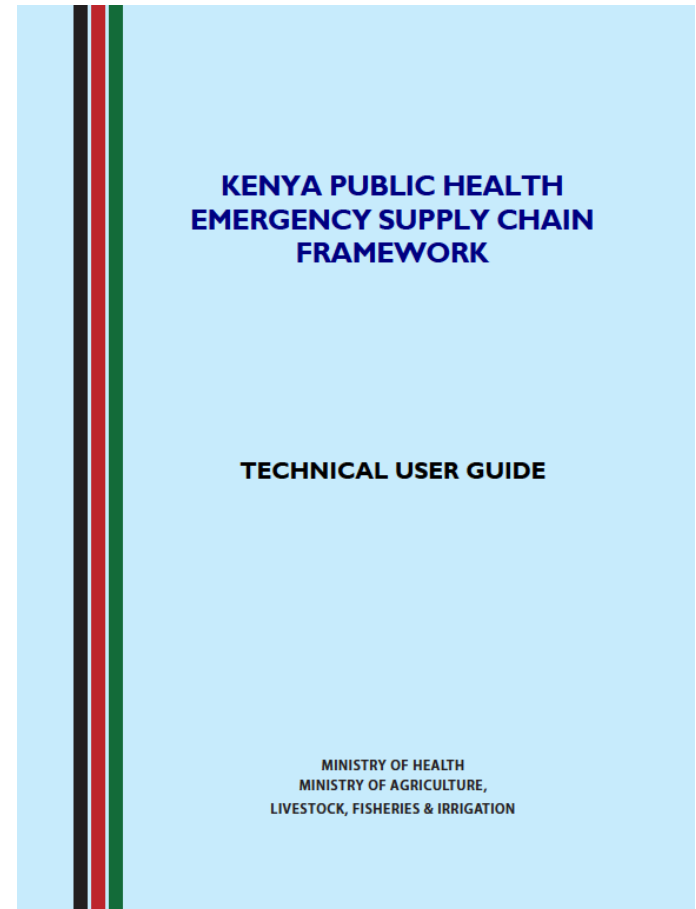 KENYA PUBLIC HEALTH
EMERGENCY SUPPLY CHAIN
FRAMEWORK
TECHNICAL USER GUIDE
MINISTRY OF HEALTH
MINISTRY OF AGRICULTURE,
LIVESTOCK, FISHERIES & IRRIGATION